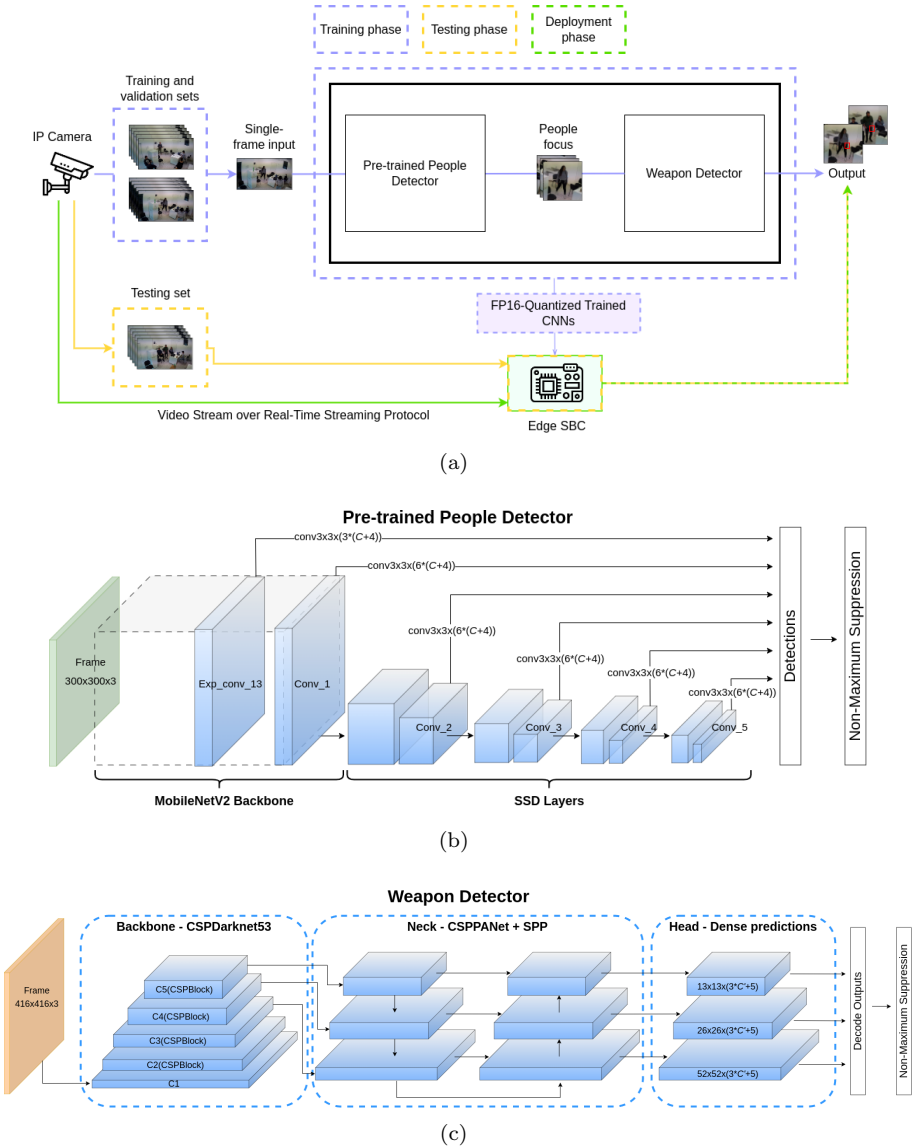 Training phase
Testing phase
Deployment
phase
Training and
validation sets
IP Camera
Single-
frame input
Pre-trained People
Detector
People
focus
Weapon Detector
Output
Testing set
FP16-Quantized Trained
CNNs
Video Stream over Real-Time Streaming Protocol
Edge SBC
(a)
Pre-trained People Detector
conv3x3x(3*(C+4))
conv3x3x(6*(C+4))
conv3x3x(6*(C+4))
conv3x3x(6*(C+4))
conv3x3x(6*(C+4))
conv3x3x(6*(C+4))
Frame
300x300x3
Exp_conv_13
Conv_1
Conv_2
Conv_3
Conv_4
Conv_5
Detections
Non-Maximum Suppression
MobileNetV2 Backbone
SSD Layers
(b)
Weapon Detector
Backbone - CSPDarknet53
Neck - CSPPANet + SPP
Head - Dense predictions
Frame
416x416x3
C5(CSPBlock)
C4(CSPBlock)
C3(CSPBlock)
C2(CSPBlock)
C1
13x13x(3*C'+5)
26x26x(3*C'+5)
52x52x(3*C'+5)
Decode Outputs
Non-Maximum Suppression
(c)